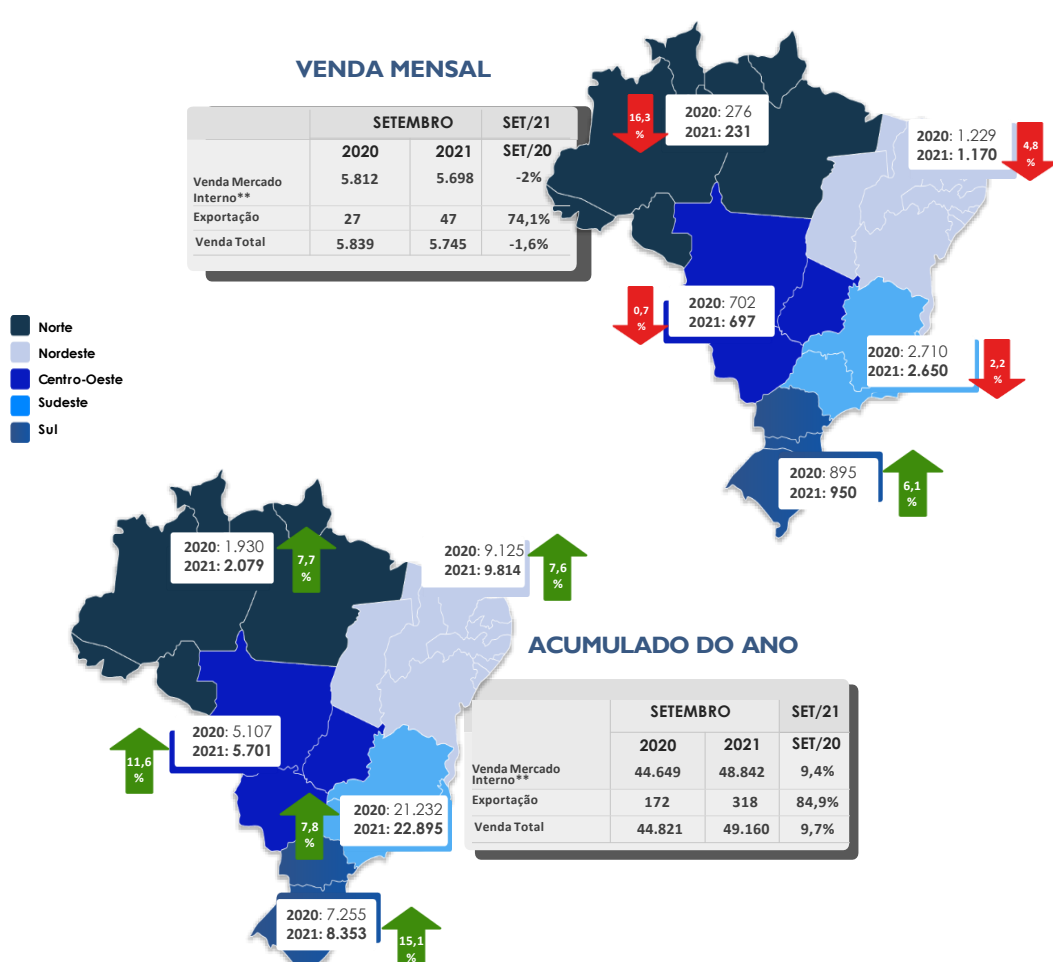 VENDA MENSAL
SETEMBRO SET/21
2020 2021 SET/20
Venda Mercado
Interno** 5.812 5.698 -2%
Exportação 27 47 74,1%
Venda Total 5.839 5.745 -1,6%
16,3
%
2020: 276
2021: 231
2020: 1.229
2021: 1.170
4,8
%
0,7
%
2020: 702
2021: 697
2020: 2.710
2021: 2.650
2,2
%
2020: 895
2021: 950
6,1
%
Norte
Nordeste
Centro-Oeste
Sudeste
Sul
2020: 1.930
2021: 2.079
7,7
%
2020: 9.125
2021: 9.814
7,6
%
11,6
%
2020: 5.107
2021: 5.701
7,8
%
2020: 21.232
2021: 22.895
2020: 7.255
2021: 8.353
15,1
%
ACUMULADO DO ANO
SETEMBRO SET/21
2020 2021 SET/20
Venda Mercado
Interno** 44.649 48.842 9,4%
Exportação 172 318 84,9%
Venda Total 44.821 49.160 9,7%